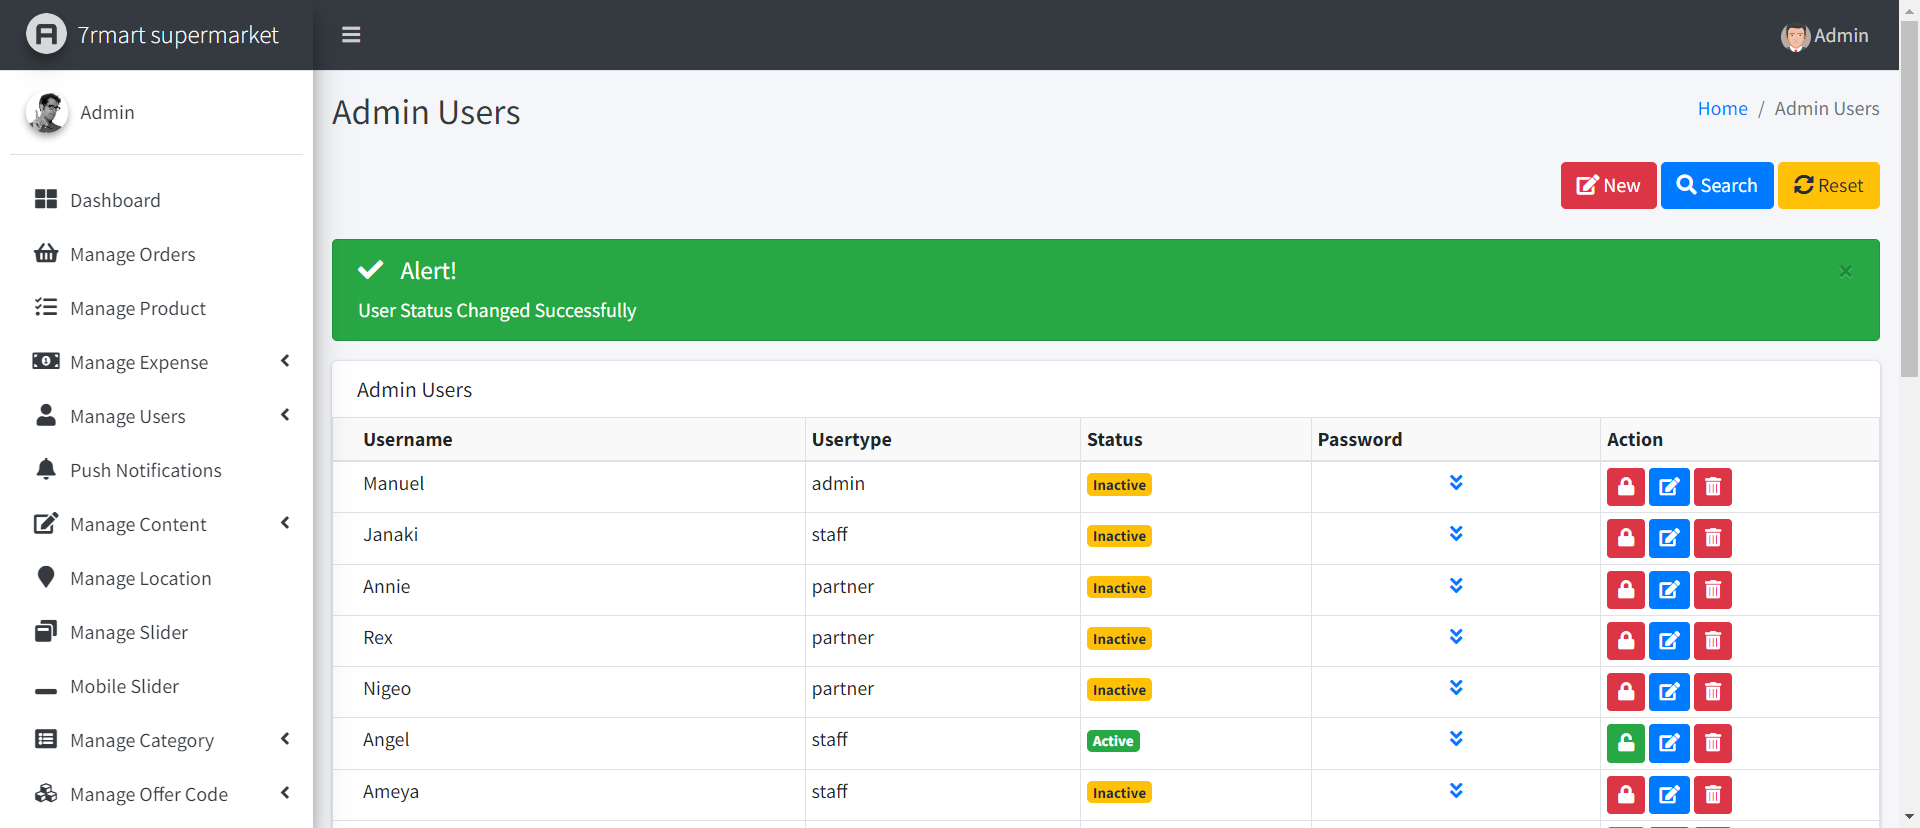 7rmart supermarket
Admin
Admin
Dashboard
Manage Orders
Manage Product
Manage Expense
Manage Users
Push Notifications
Manage Content
Manage Location
Manage Slider
Mobile Slider
Manage Category
Manage Offer Code
Admin Users
Home / Admin Users
New Search Reset
Alert! ×
User Status Changed Successfully
Admin Users
Username Usertype Status Password Action
Manuel admin Inactive
Janaki staff Inactive
Annie partner Inactive
Rex partner Inactive
Nigeo partner Inactive
Angel staff Active
Ameya staff Inactive